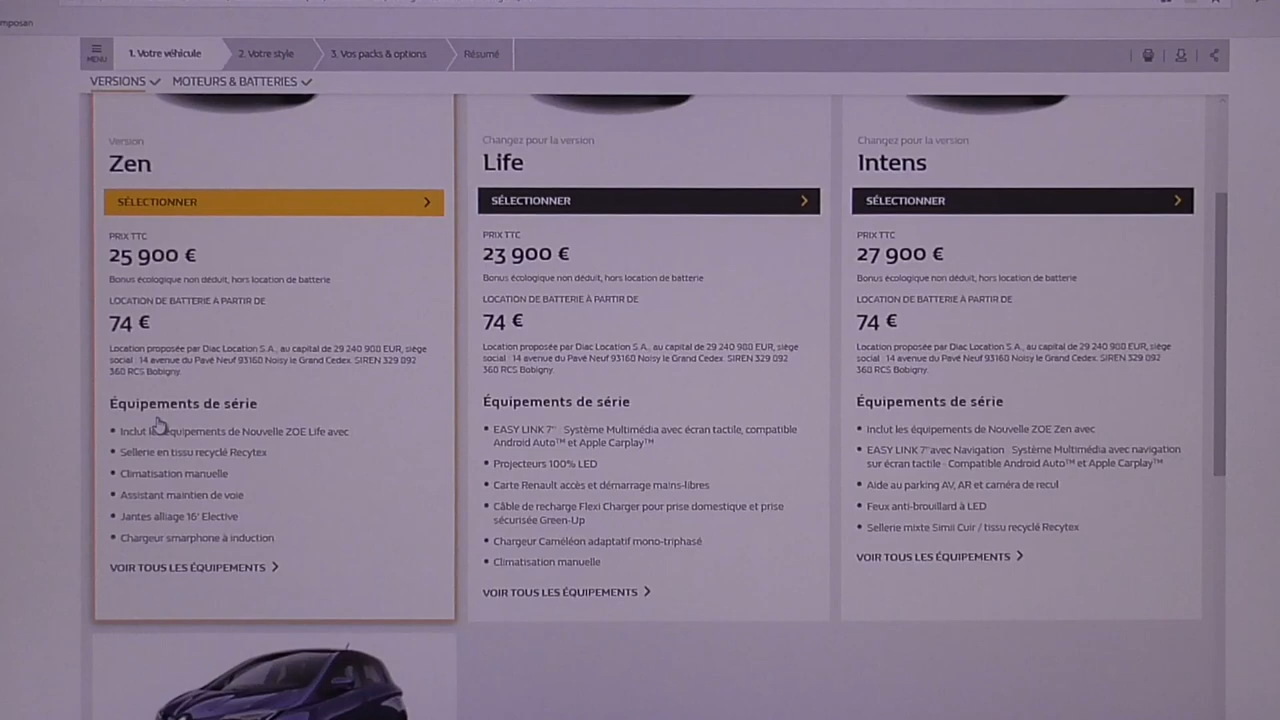 mposan
MENU
1. Votre véhicule
2. Votre style
3. Vos packs & options
Résumé
VERSIONS
MOTEURS & BATTERIES
Version
Zen
SÉLECTIONNER
PRIX TTC
25 900 €
Bonus écologique non déduit, hors location de batterie
LOCATION DE BATTERIE À PARTIR DE
74 €
Location proposée par Diac Location S.A., au capital de 29 240 900 EUR, siège
social : 14 avenue du Pavé Neuf 93160 Noisy le Grand Cedex. SIREN 329 892
360 RCS Bobigny.
Équipements de série
• Inclut les équipements de Nouvelle ZOE Life avec
• Sellerie en tissu recyclé Recytex
• Climatisation manuelle
• Assistant maintien de voie
• Jantes alliage 16" Elective
• Chargeur smarphone à induction
VOIR TOUS LES ÉQUIPEMENTS
Changez pour la version
Life
SÉLECTIONNER
PRIX TTC
23 900 €
Bonus écologique non déduit, hors location de batterie
LOCATION DE BATTERIE À PARTIR DE
74 €
Location proposée par Diac Location S.A., au capital de 29 240 900 EUR, siège
social : 14 avenue du Pavé Neuf 93160 Noisy le Grand Cedex. SIREN 329 892
360 RCS Bobigny.
Équipements de série
• EASY LINK 7" : Système Multimédia avec écran tactile, compatible
Android Auto™ et Apple Carplay™
• Projecteurs 100% LED
• Carte Renault accès et démarrage mains-libres
• Câble de recharge Flexi Charger pour prise domestique et prise
sécurisée Green-Up
• Chargeur Caméléon adaptatif mono-triphasé
• Climatisation manuelle
VOIR TOUS LES ÉQUIPEMENTS
Changez pour la version
Intens
SÉLECTIONNER
PRIX TTC
27 900 €
Bonus écologique non déduit, hors location de batterie
LOCATION DE BATTERIE À PARTIR DE
74 €
Location proposée par Diac Location S.A., au capital de 29 240 900 EUR, siège
social : 14 avenue du Pavé Neuf 93160 Noisy le Grand Cedex. SIREN 329 892
360 RCS Bobigny.
Équipements de série
• Inclut les équipements de Nouvelle ZOE Zen avec
• EASY LINK 7" avec Navigation : Système Multimédia avec navigation
sur écran tactile - Compatible Android Auto™ et Apple Carplay™
• Aide au parking AV, AR et caméra de recul
• Feux anti-brouillard à LED
• Sellerie mixte Simil Cuir / tissu recyclé Recytex
VOIR TOUS LES ÉQUIPEMENTS